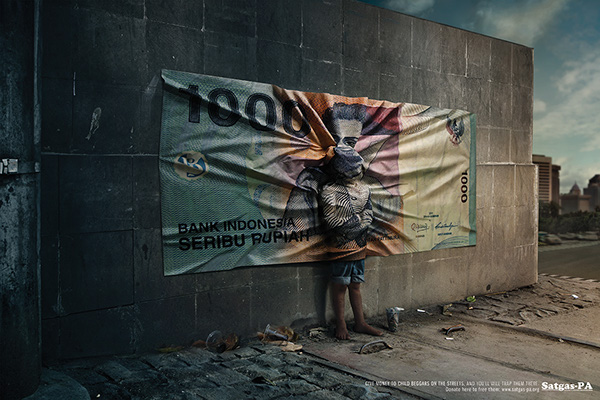 1000
1000
BANK INDONESIA
SERIBU RUPIAH
GIVE MONEY TO CHILD BEGGARS ON THE STREETS, AND YOU'LL TRAP THEM THERE.
Donate here to free them: www.satgas-pa.org
Satgas-PA